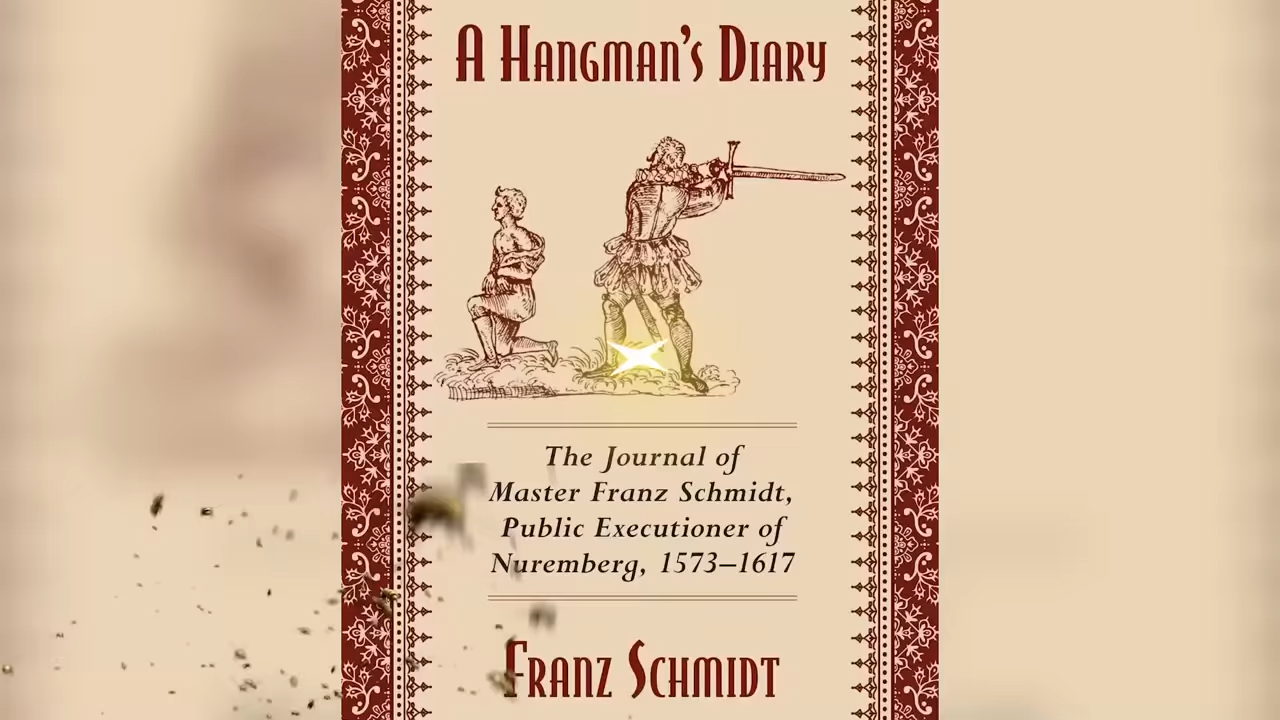 A Hangman's Diary
The Journal of
Master Franz Schmidt,
Public Executioner of
Nuremberg, 1573–1617
Franz Schmidt